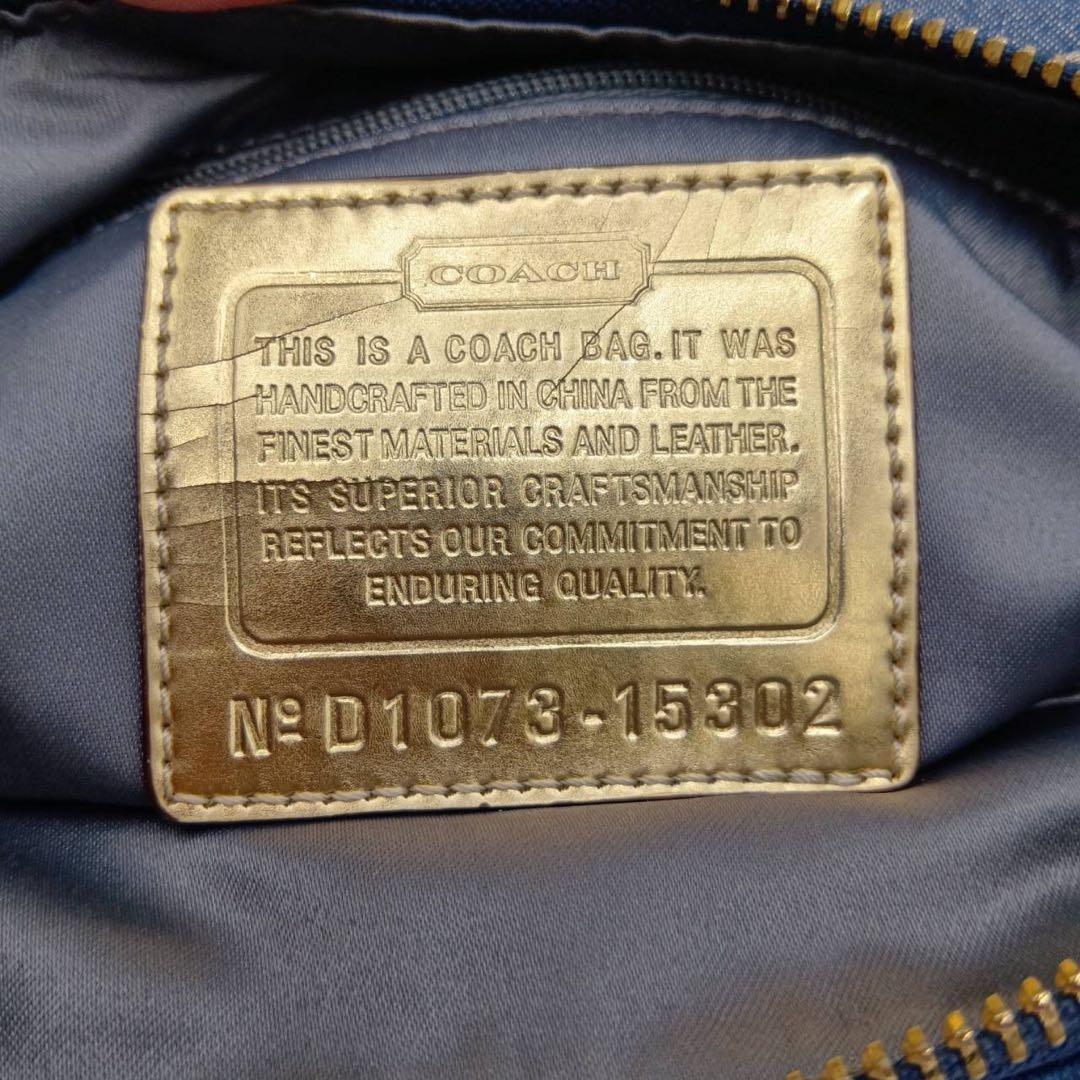 COACH
THIS IS A COACH BAG. IT WAS
HANDCRAFTED IN CHINA FROM THE
FINEST MATERIALS AND LEATHER.
ITS SUPERIOR CRAFTSMANSHIP
REFLECTS OUR COMMITMENT TO
ENDURING QUALITY.
Nº D1073-15302